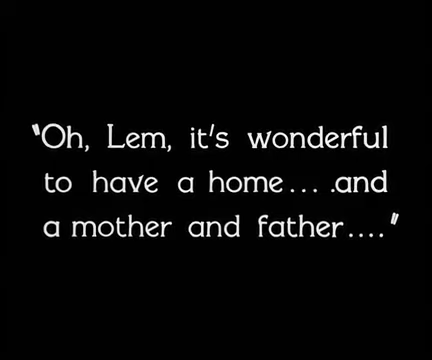 "Oh, Lem, it's wonderful
to have a home.... and
a mother and father...."